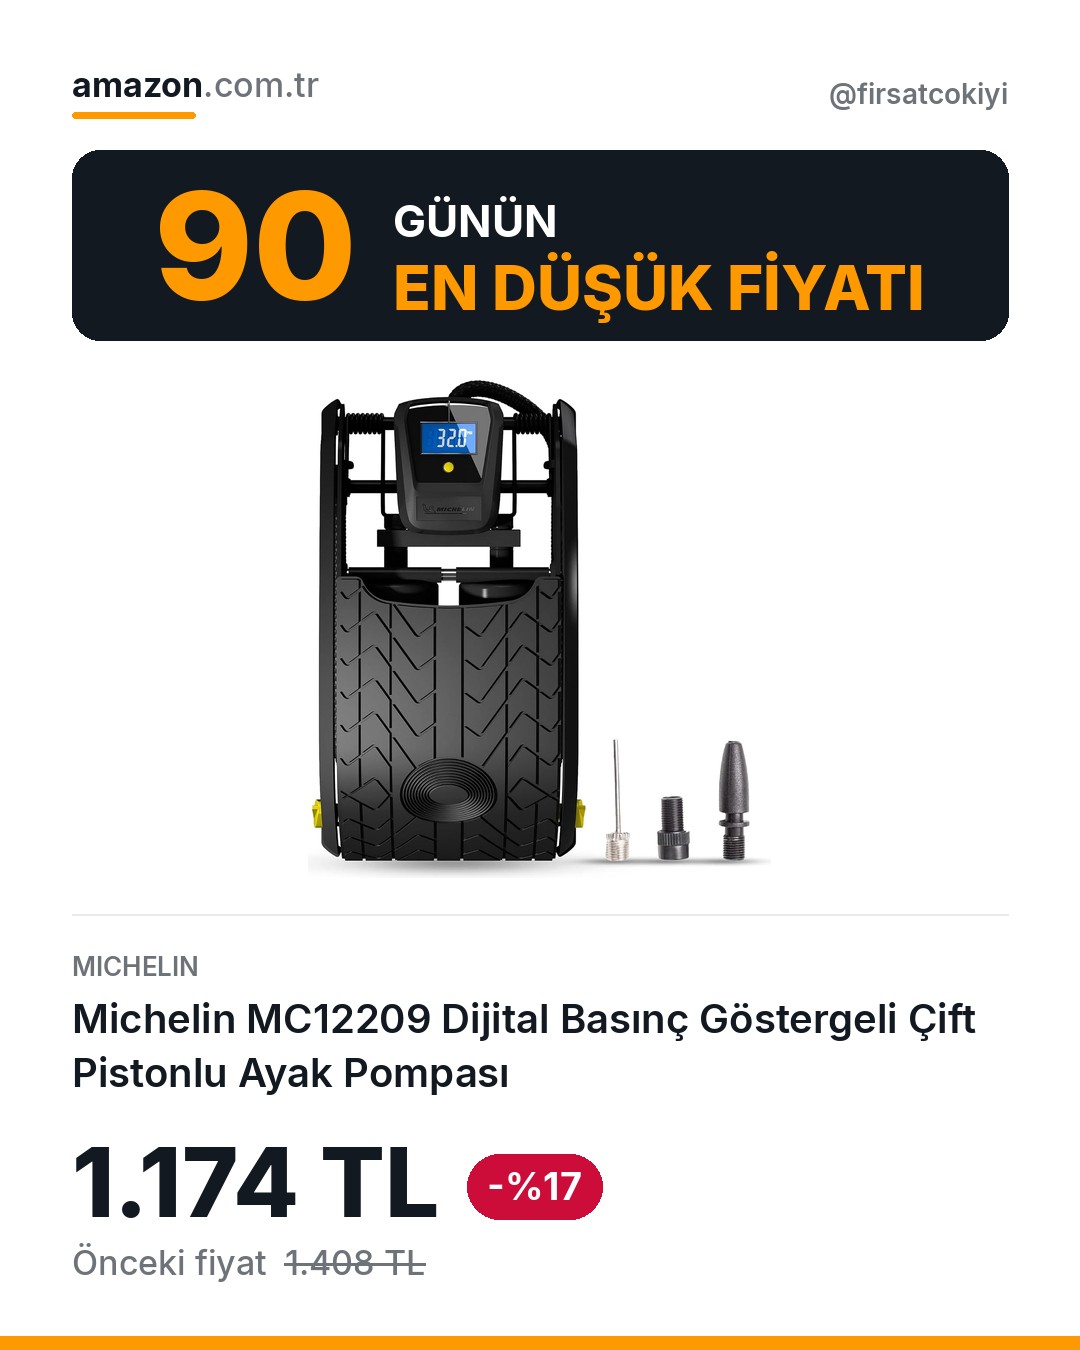 amazon.com.tr
@firsatcokiyi
90
GÜNÜN
EN DÜŞÜK FİYATI
32.0
MICHELIN
MICHELIN
Michelin MC12209 Dijital Basınç Göstergeli Çift
Pistonlu Ayak Pompası
1.174 TL
-%17
Önceki fiyat 1.408 TL